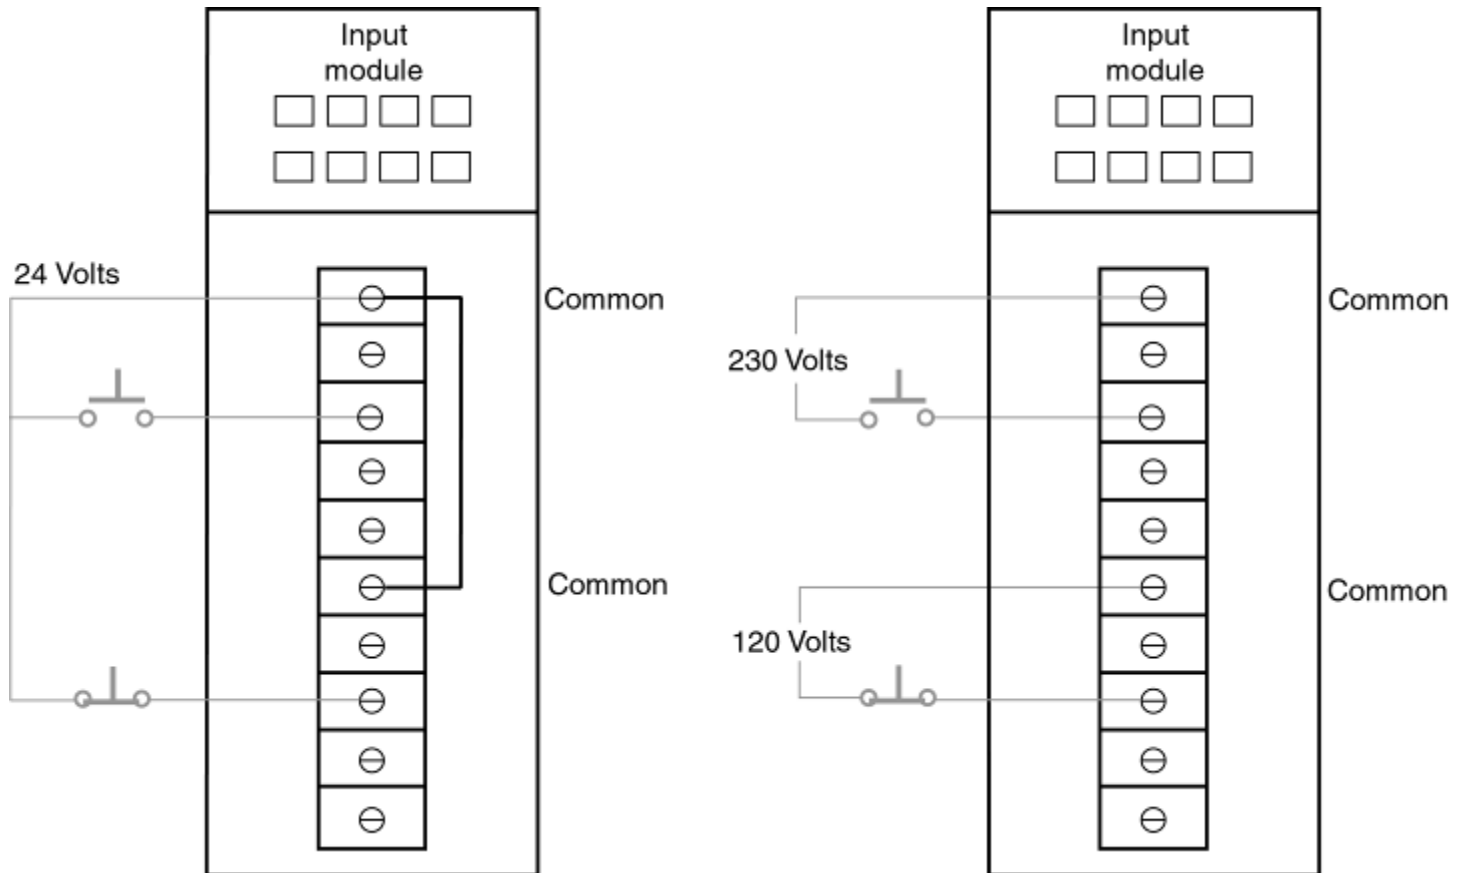 Input
module
24 Volts
Common
Common
Input
module
230 Volts
Common
120 Volts
Common